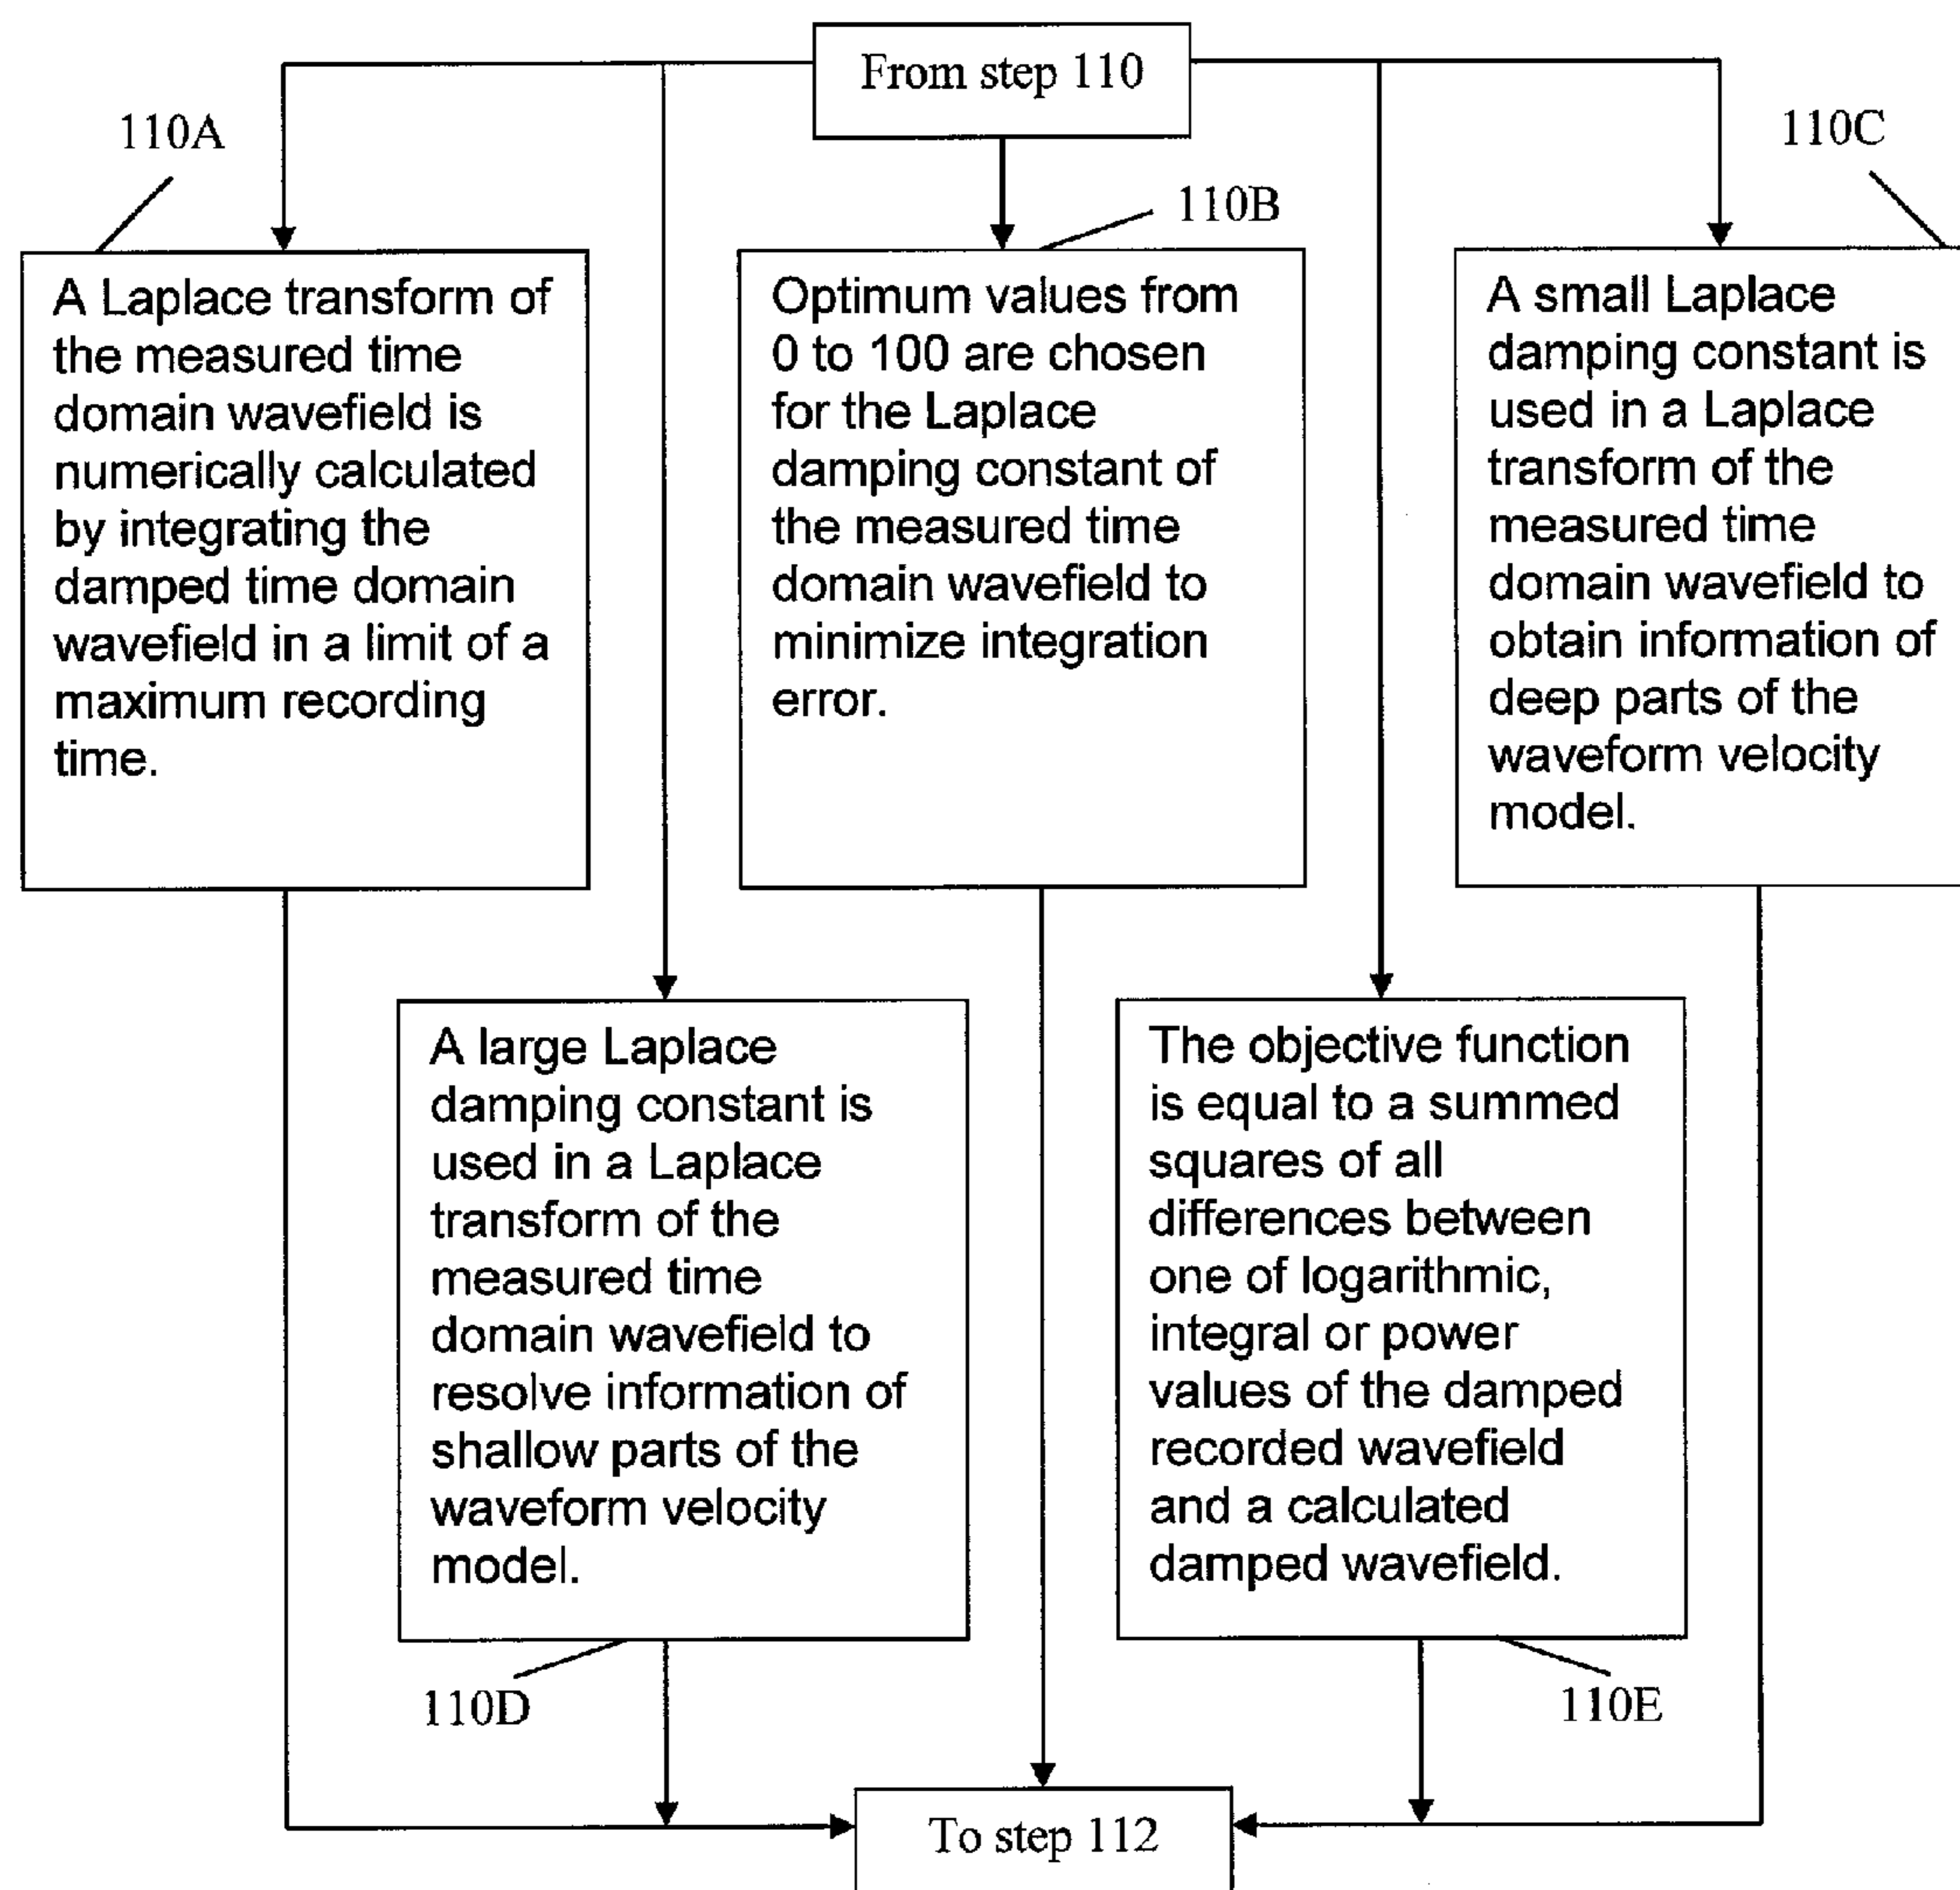 From step 110
110A
110C
110B
A Laplace transform of
the measured time
domain wavefield is
numerically calculated
by integrating the
damped time domain
wavefield in a limit of a
maximum recording
time.
Optimum values from
0 to 100 are chosen
for the Laplace
damping constant of
the measured time
domain wavefield to
minimize integration
error.
A small Laplace
damping constant is
used in a Laplace
transform of the
measured time
domain wavefield to
obtain information of
deep parts of the
waveform velocity
model.
A large Laplace
damping constant is
used in a Laplace
transform of the
measured time
domain wavefield to
resolve information of
shallow parts of the
waveform velocity
model.
The objective function
is equal to a summed
squares of all
differences between
one of logarithmic,
integral or power
values of the damped
recorded wavefield
and a calculated
damped wavefield.
110D
110E
To step 112